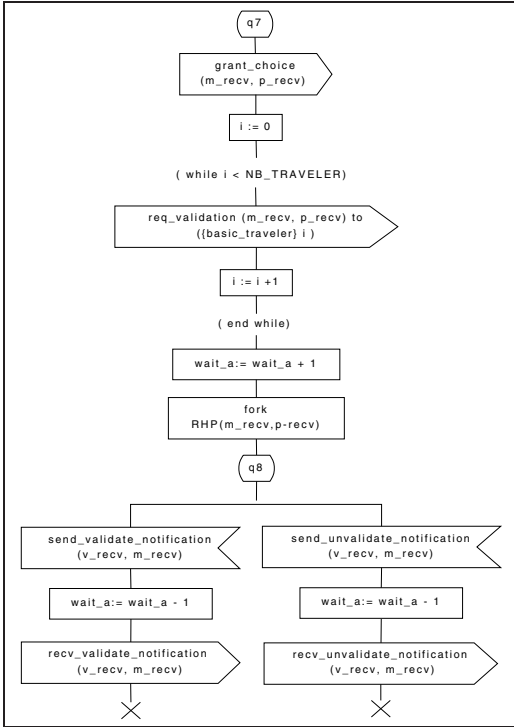 q7
grant_choice
(m_recv, p_recv)
i := 0
( while i < NB_TRAVELER)
req_validation (m_recv, p_recv) to
({basic_traveler} i )
i := i +1
( end while)
wait_a:= wait_a + 1
fork
RHP(m_recv,p-recv)
q8
send_validate_notification
(v_recv, m_recv)
send_unvalidate_notification
(v_recv, m_recv)
wait_a:= wait_a - 1
wait_a:= wait_a - 1
recv_validate_notification
(v_recv, m_recv)
recv_unvalidate_notification
(v_recv, m_recv)